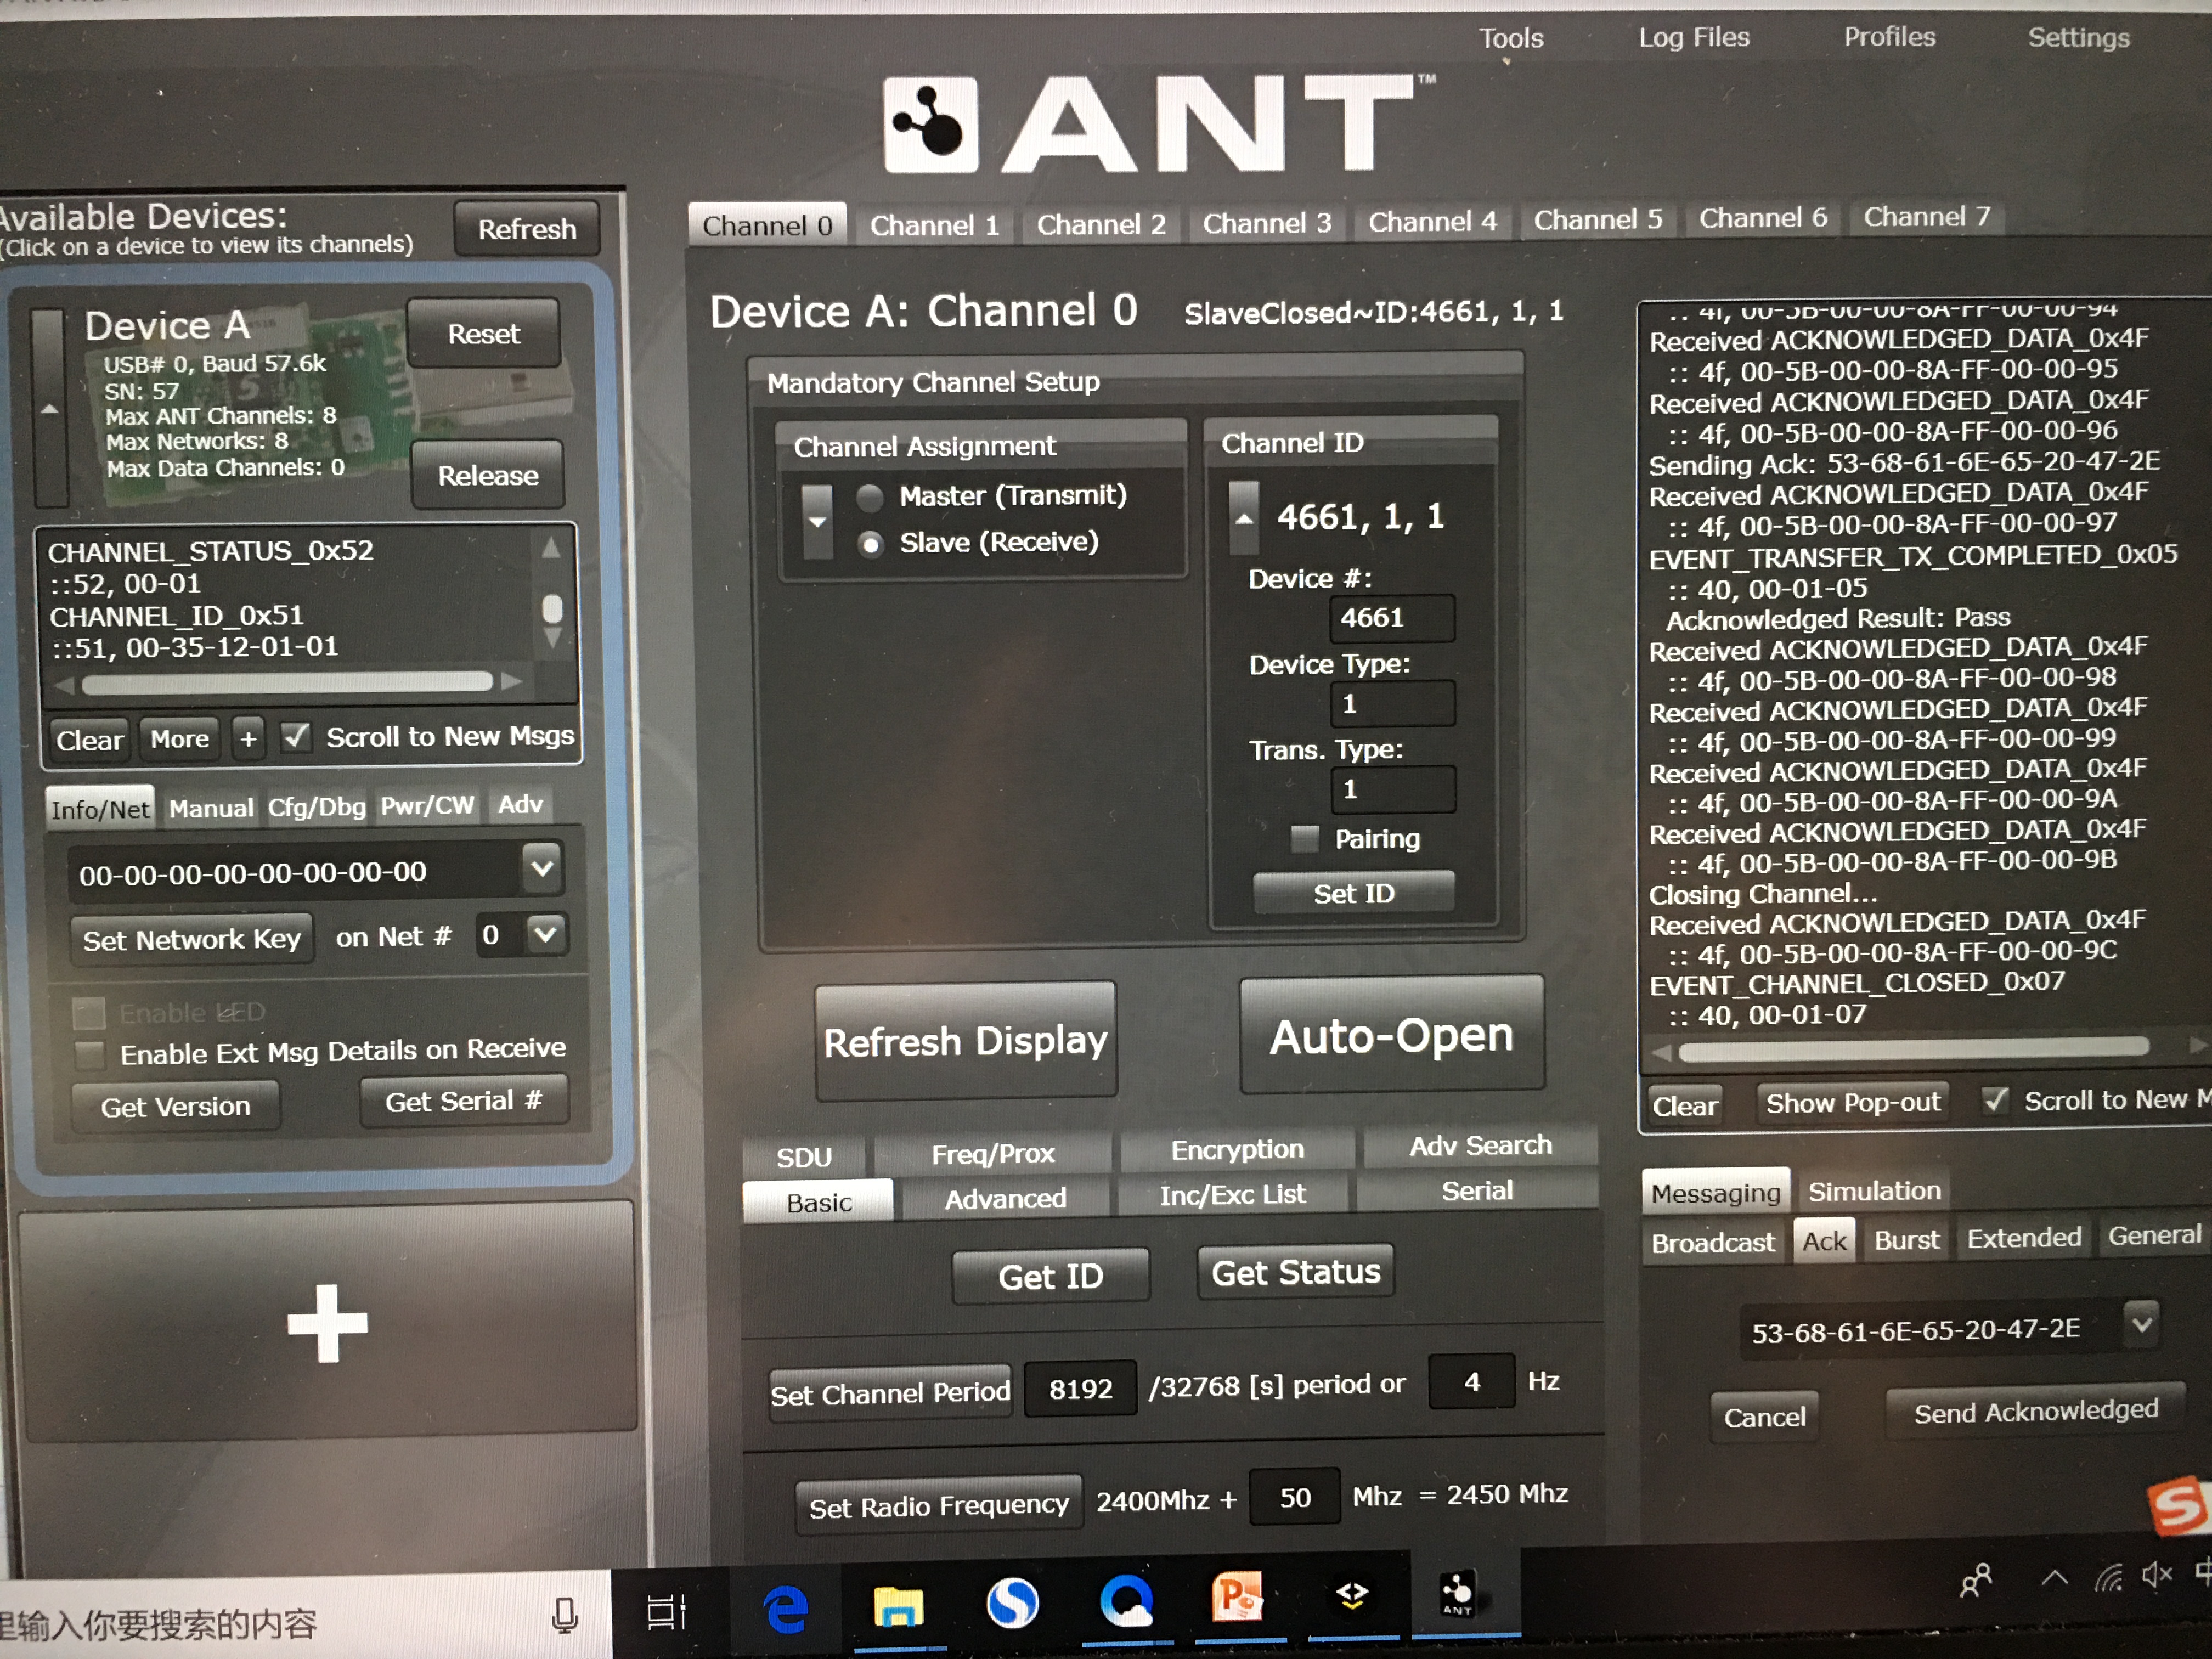 Tools Log Files Profiles Settings
ANT™
Available Devices:
(Click on a device to view its channels)
Refresh
Device A
USB# 0, Baud 57.6k
SN: 57
Max ANT Channels: 8
Max Networks: 8
Max Data Channels: 0
Reset
Release
CHANNEL_STATUS_0x52
::52, 00-01
CHANNEL_ID_0x51
::51, 00-35-12-01-01
Clear More + Scroll to New Msgs
Info/Net Manual Cfg/Dbg Pwr/CW Adv
00-00-00-00-00-00-00-00
Set Network Key on Net # 0
Enable LED
Enable Ext Msg Details on Receive
Get Version Get Serial #
Channel 0 Channel 1 Channel 2 Channel 3 Channel 4 Channel 5 Channel 6 Channel 7
Device A: Channel 0 SlaveClosed~ID:4661, 1, 1
Mandatory Channel Setup
Channel Assignment
Master (Transmit)
Slave (Receive)
Channel ID
4661, 1, 1
Device #:
4661
Device Type:
1
Trans. Type:
1
Pairing
Set ID
Refresh Display Auto-Open
SDU Freq/Prox Encryption Adv Search
Basic Advanced Inc/Exc List Serial
Get ID Get Status
Set Channel Period 8192 /32768 [s] period or 4 Hz
Set Radio Frequency 2400Mhz + 50 Mhz = 2450 Mhz
:: 4f, 00-5B-00-00-8A-FF-00-00-94
Received ACKNOWLEDGED_DATA_0x4F
:: 4f, 00-5B-00-00-8A-FF-00-00-95
Received ACKNOWLEDGED_DATA_0x4F
:: 4f, 00-5B-00-00-8A-FF-00-00-96
Sending Ack: 53-68-61-6E-65-20-47-2E
Received ACKNOWLEDGED_DATA_0x4F
:: 4f, 00-5B-00-00-8A-FF-00-00-97
EVENT_TRANSFER_TX_COMPLETED_0x05
:: 40, 00-01-05
Acknowledged Result: Pass
Received ACKNOWLEDGED_DATA_0x4F
:: 4f, 00-5B-00-00-8A-FF-00-00-98
Received ACKNOWLEDGED_DATA_0x4F
:: 4f, 00-5B-00-00-8A-FF-00-00-99
Received ACKNOWLEDGED_DATA_0x4F
:: 4f, 00-5B-00-00-8A-FF-00-00-9A
Received ACKNOWLEDGED_DATA_0x4F
:: 4f, 00-5B-00-00-8A-FF-00-00-9B
Closing Channel...
Received ACKNOWLEDGED_DATA_0x4F
:: 4f, 00-5B-00-00-8A-FF-00-00-9C
EVENT_CHANNEL_CLOSED_0x07
:: 40, 00-01-07
Clear Show Pop-out Scroll to New M
Messaging Simulation
Broadcast Ack Burst Extended General
53-68-61-6E-65-20-47-2E
Cancel Send Acknowledged
里输入你要搜索的内容
ANT
中